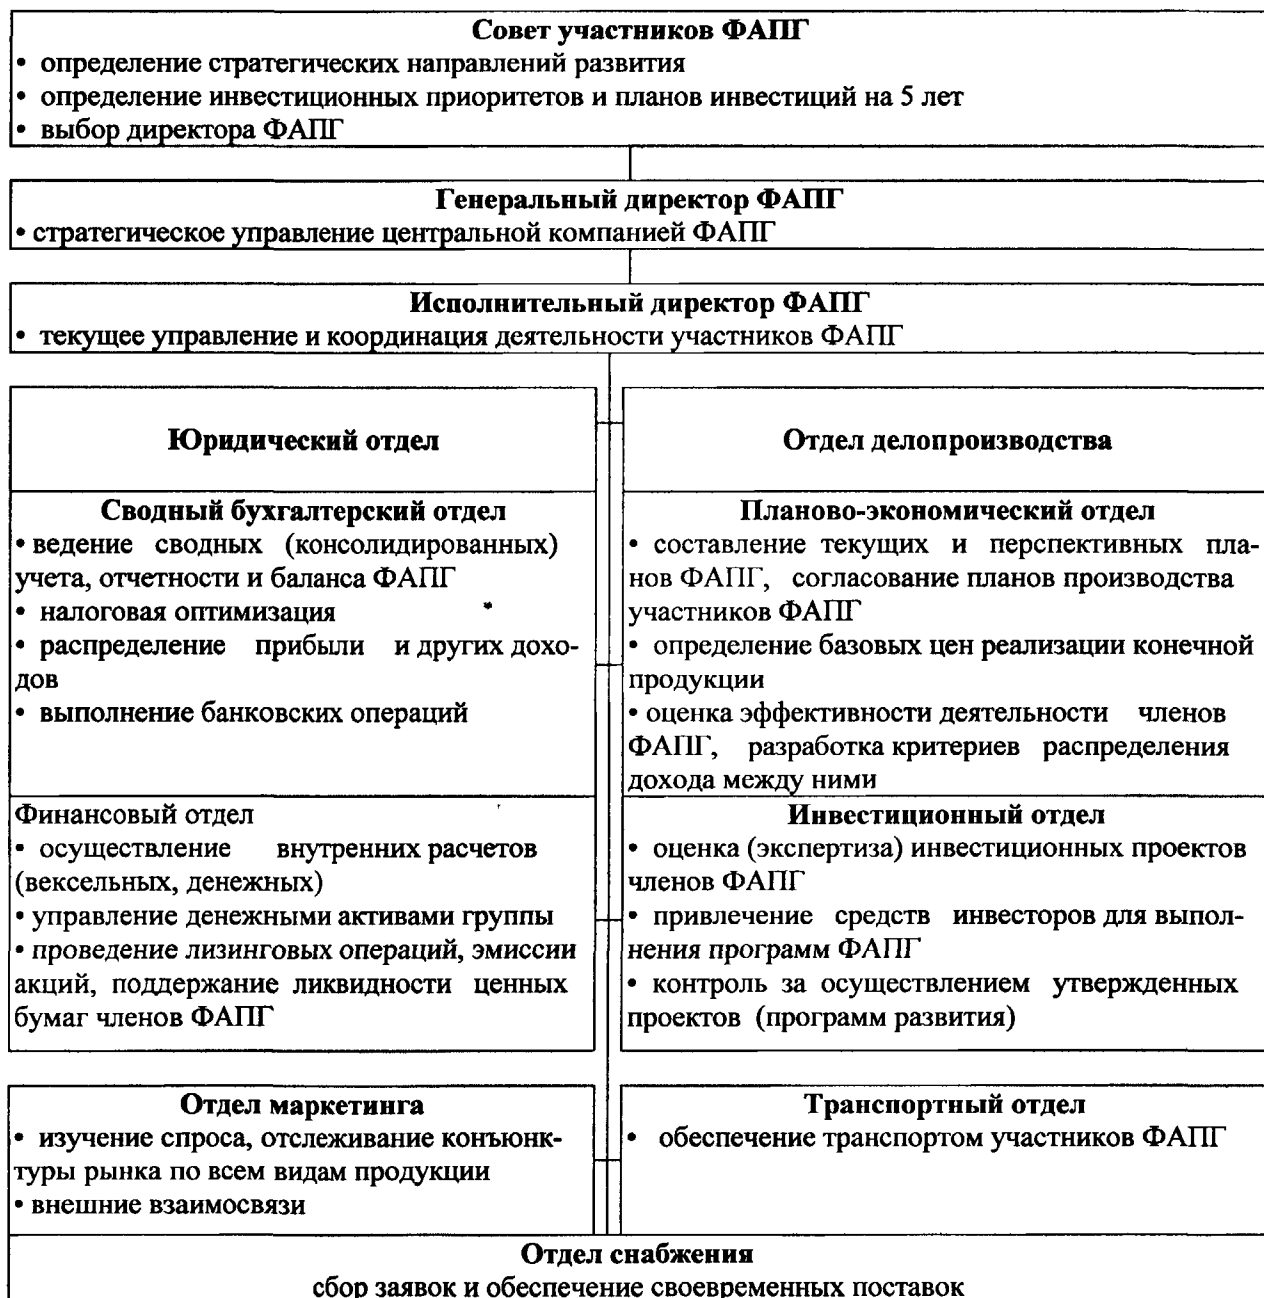 Совет участников ФАПГ
• определение стратегических направлений развития
• определение инвестиционных приоритетов и планов инвестиций на 5 лет
• выбор директора ФАПГ
Генеральный директор ФАПГ
• стратегическое управление центральной компанией ФАПГ
Исполнительный директор ФАПГ
• текущее управление и координация деятельности участников ФАПГ
Юридический отдел
Отдел делопроизводства
Сводный бухгалтерский отдел
• ведение сводных (консолидированных)
учета, отчетности и баланса ФАПГ
• налоговая оптимизация
• распределение прибыли и других дохо-
дов
• выполнение банковских операций
Планово-экономический отдел
• составление текущих и перспективных пла-
нов ФАПГ, согласование планов производства
участников ФАПГ
• определение базовых цен реализации конечной
продукции
• оценка эффективности деятельности членов
ФАПГ, разработка критериев распределения
дохода между ними
Финансовый отдел
• осуществление внутренних расчетов
(вексельных, денежных)
• управление денежными активами группы
• проведение лизинговых операций, эмиссии
акций, поддержание ликвидности ценных
бумаг членов ФАПГ
Инвестиционный отдел
• оценка (экспертиза) инвестиционных проектов
членов ФАПГ
• привлечение средств инвесторов для выпол-
нения программ ФАПГ
• контроль за осуществлением утвержденных
проектов (программ развития)
Отдел маркетинга
• изучение спроса, отслеживание конъюнк-
туры рынка по всем видам продукции
• внешние взаимосвязи
Транспортный отдел
• обеспечение транспортом участников ФАПГ
Отдел снабжения
сбор заявок и обеспечение своевременных поставок